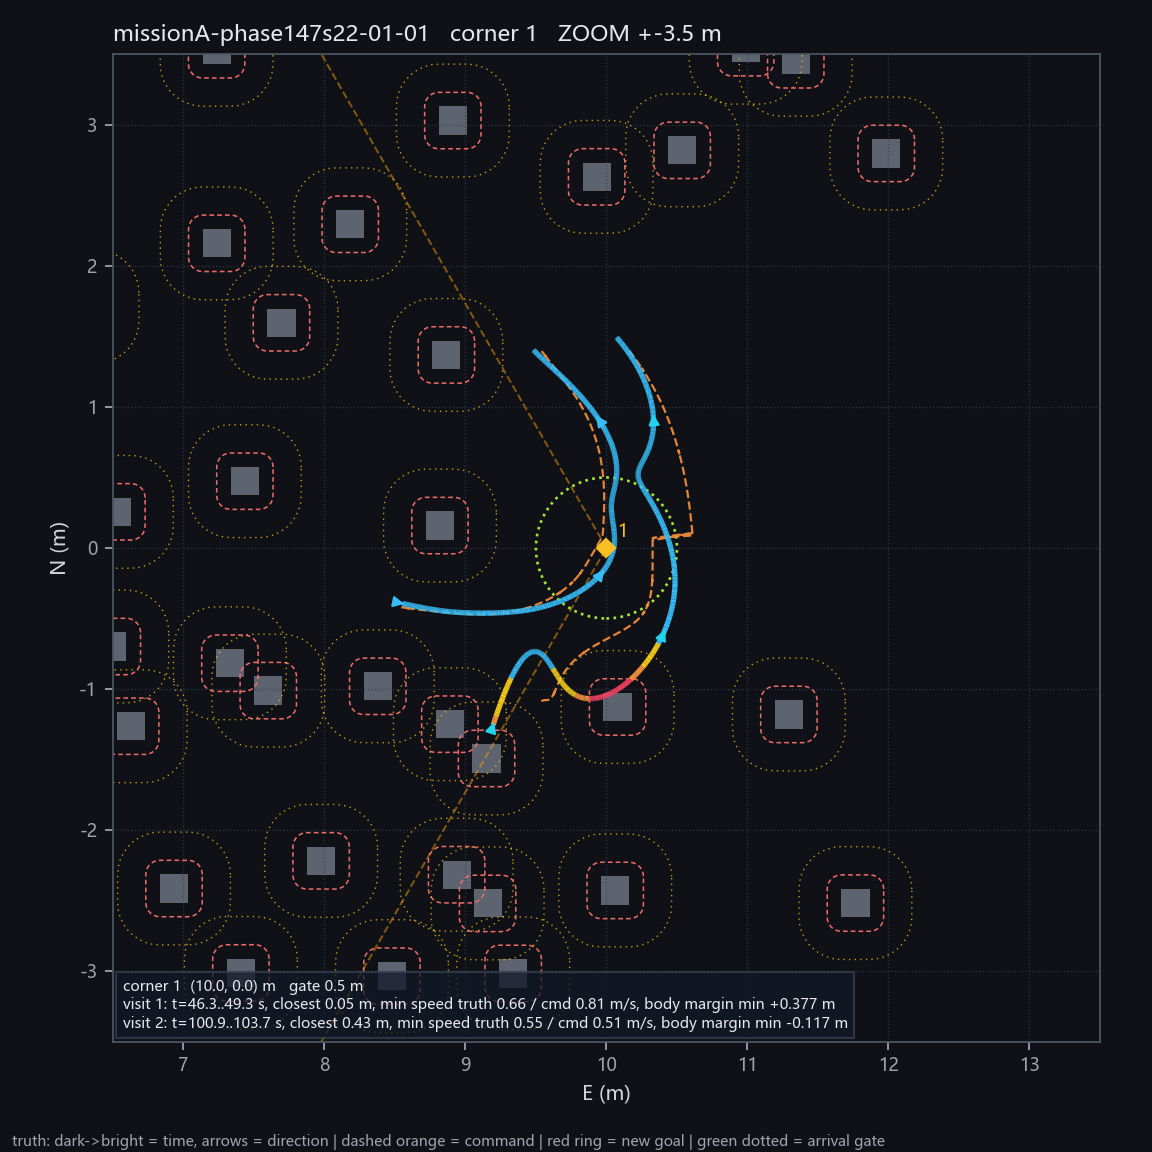 missionA-phase147s22-01-01   corner 1   ZOOM +-3.5 m
3
2
1
0
-1
-2
-3
N (m)
1
corner 1  (10.0, 0.0) m   gate 0.5 m
visit 1: t=46.3..49.3 s, closest 0.05 m, min speed truth 0.66 / cmd 0.81 m/s, body margin min +0.377 m
visit 2: t=100.9..103.7 s, closest 0.43 m, min speed truth 0.55 / cmd 0.51 m/s, body margin min -0.117 m
7 8 9 10 11 12 13
E (m)
truth: dark->bright = time, arrows = direction | dashed orange = command | red ring = new goal | green dotted = arrival gate